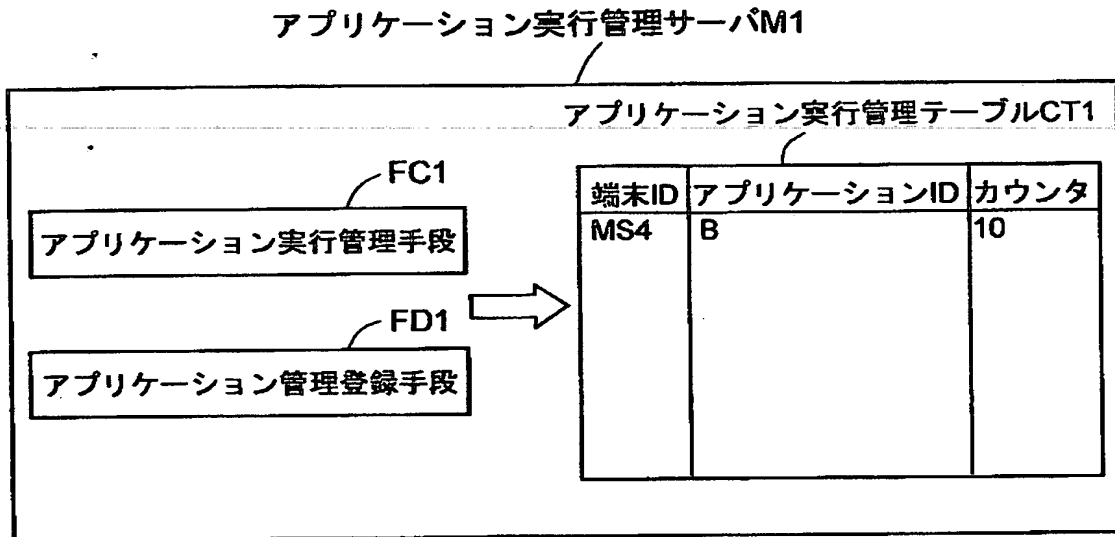 アプリケーション実行管理サーバM1
アプリケーション実行管理テーブルCT1
FC1
アプリケーション実行管理手段
FD1
アプリケーション管理登録手段
端末ID アプリケーションID カウンタ
MS4 B 10